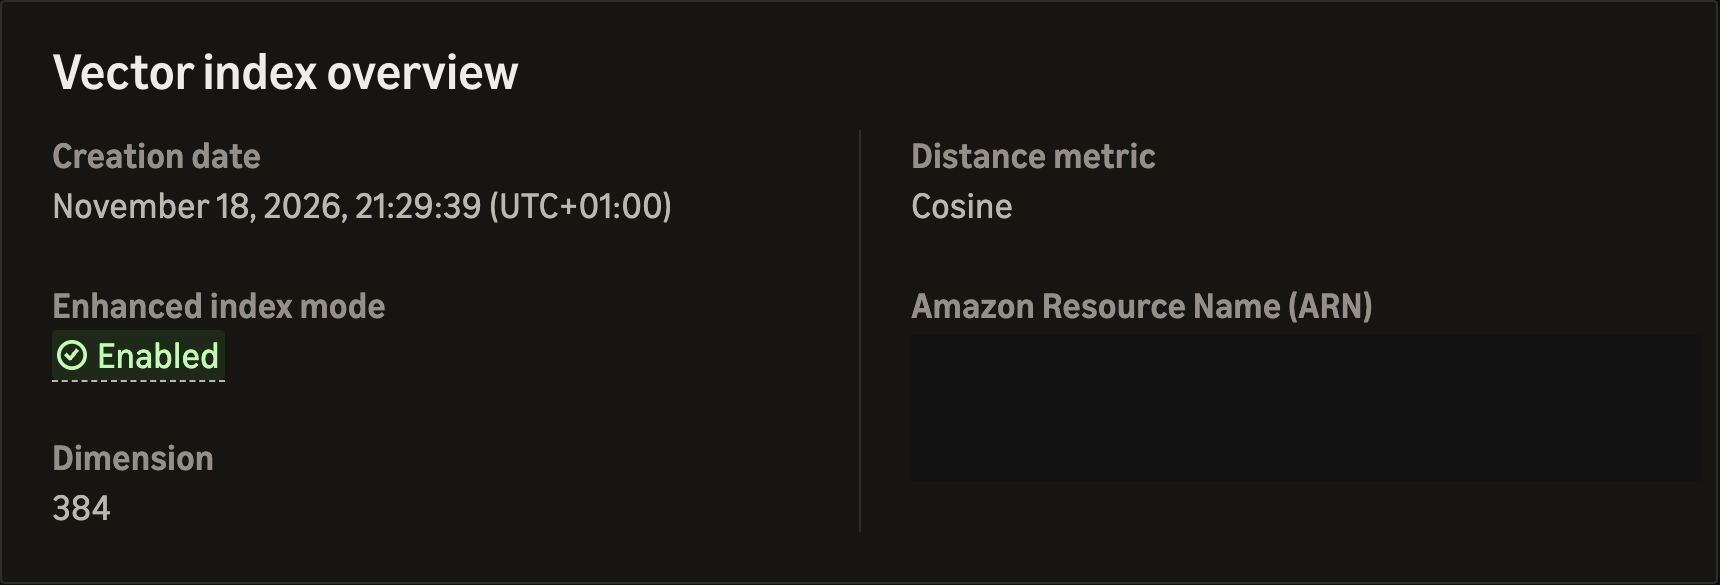 Vector index overview
Creation date
November 18, 2026, 21:29:39 (UTC+01:00)
Enhanced index mode
Enabled
Dimension
384
Distance metric
Cosine
Amazon Resource Name (ARN)